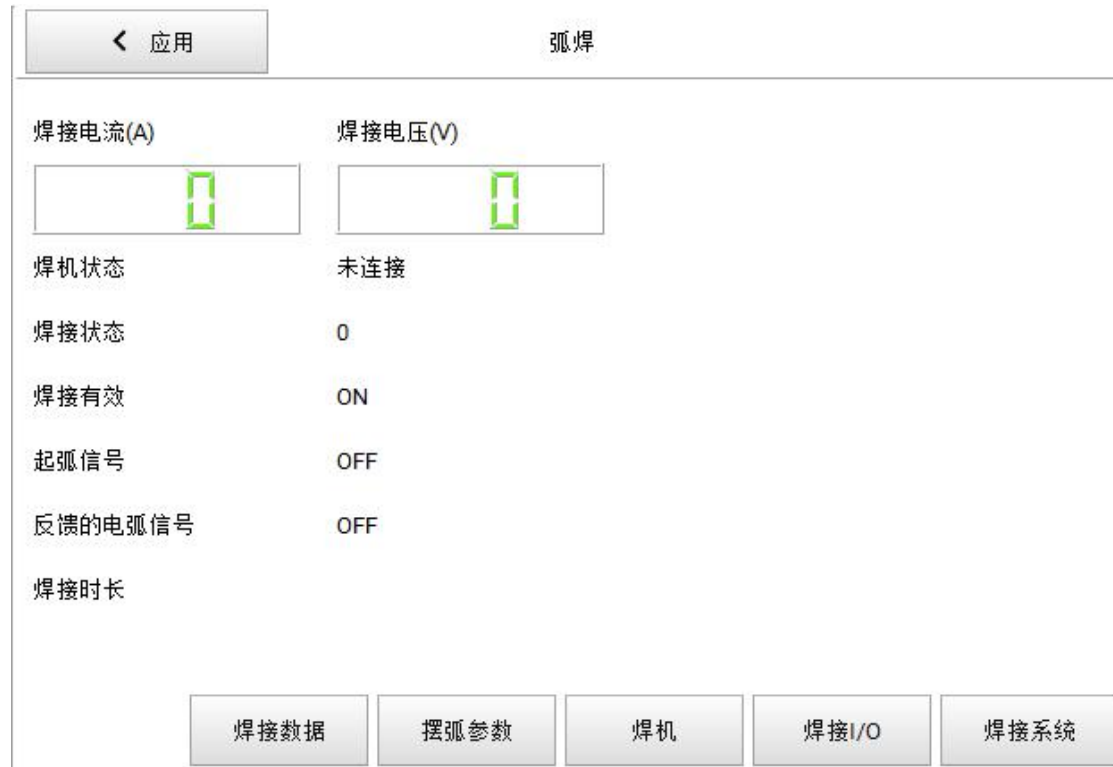 应用 弧焊
焊接电流(A) 焊接电压(V)
0 0
焊机状态 未连接
焊接状态 0
焊接有效 ON
起弧信号 OFF
反馈的电弧信号 OFF
焊接时长
焊接数据 摆弧参数 焊机 焊接I/O 焊接系统